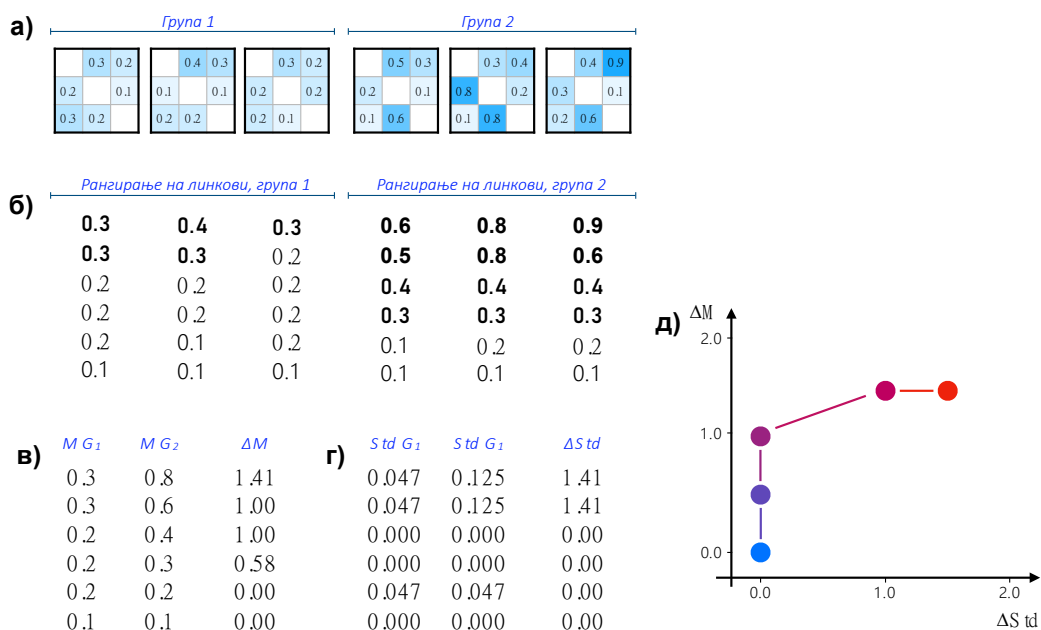 а)
Група 1 Група 2
0.3 0.2 0.4 0.3 0.3 0.2 0.5 0.3 0.3 0.4 0.4 0.9
0.2 0.1 0.1 0.1 0.2 0.2 0.2 0.1 0.8 0.2 0.3 0.1
0.3 0.2 0.2 0.2 0.2 0.1 0.1 0.6 0.1 0.8 0.2 0.6
б)
Рангирање на линкови, група 1 Рангирање на линкови, група 2
0.3 0.4 0.3 0.6 0.8 0.9
0.3 0.3 0.2 0.5 0.8 0.6
0.2 0.2 0.2 0.4 0.4 0.4
0.2 0.2 0.2 0.3 0.3 0.3
0.2 0.1 0.2 0.1 0.2 0.2
0.1 0.1 0.1 0.1 0.1 0.1
в) M G₁ M G₂ ΔM
0.3 0.8 1.41
0.3 0.6 1.00
0.2 0.4 1.00
0.2 0.3 0.58
0.2 0.2 0.00
0.1 0.1 0.00
г) S td G₁ S td G₁ ΔS td
0.047 0.125 1.41
0.047 0.125 1.41
0.000 0.000 0.00
0.000 0.000 0.00
0.047 0.047 0.00
0.000 0.000 0.00
д) ΔM
2.0
1.0
0.0
0.0 1.0 2.0
ΔS td